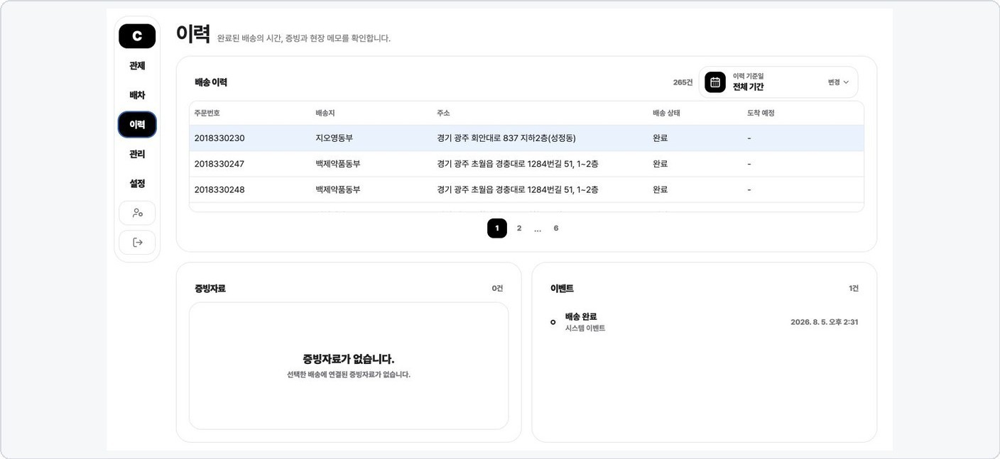 C
관제
배차
이력
관리
설정
이력 완료된 배송의 시간, 증빙과 현장 메모를 확인합니다.
배송 이력
265건
이력 기준일
전체 기간
변경
주문번호 배송지 주소 배송 상태 도착 예정
2018330230 지오영동부 경기 광주 회안대로 837 지하2층(성정동) 완료 -
2018330247 백제약품동부 경기 광주 초월읍 경충대로 1284번길 51, 1~2층 완료 -
2018330248 백제약품동부 경기 광주 초월읍 경충대로 1284번길 51, 1~2층 완료 -
1 2 ... 6
증빙자료 0건
증빙자료가 없습니다.
선택한 배송에 연결된 증빙자료가 없습니다.
이벤트 1건
배송 완료
시스템 이벤트
2026. 8. 5. 오후 2:31